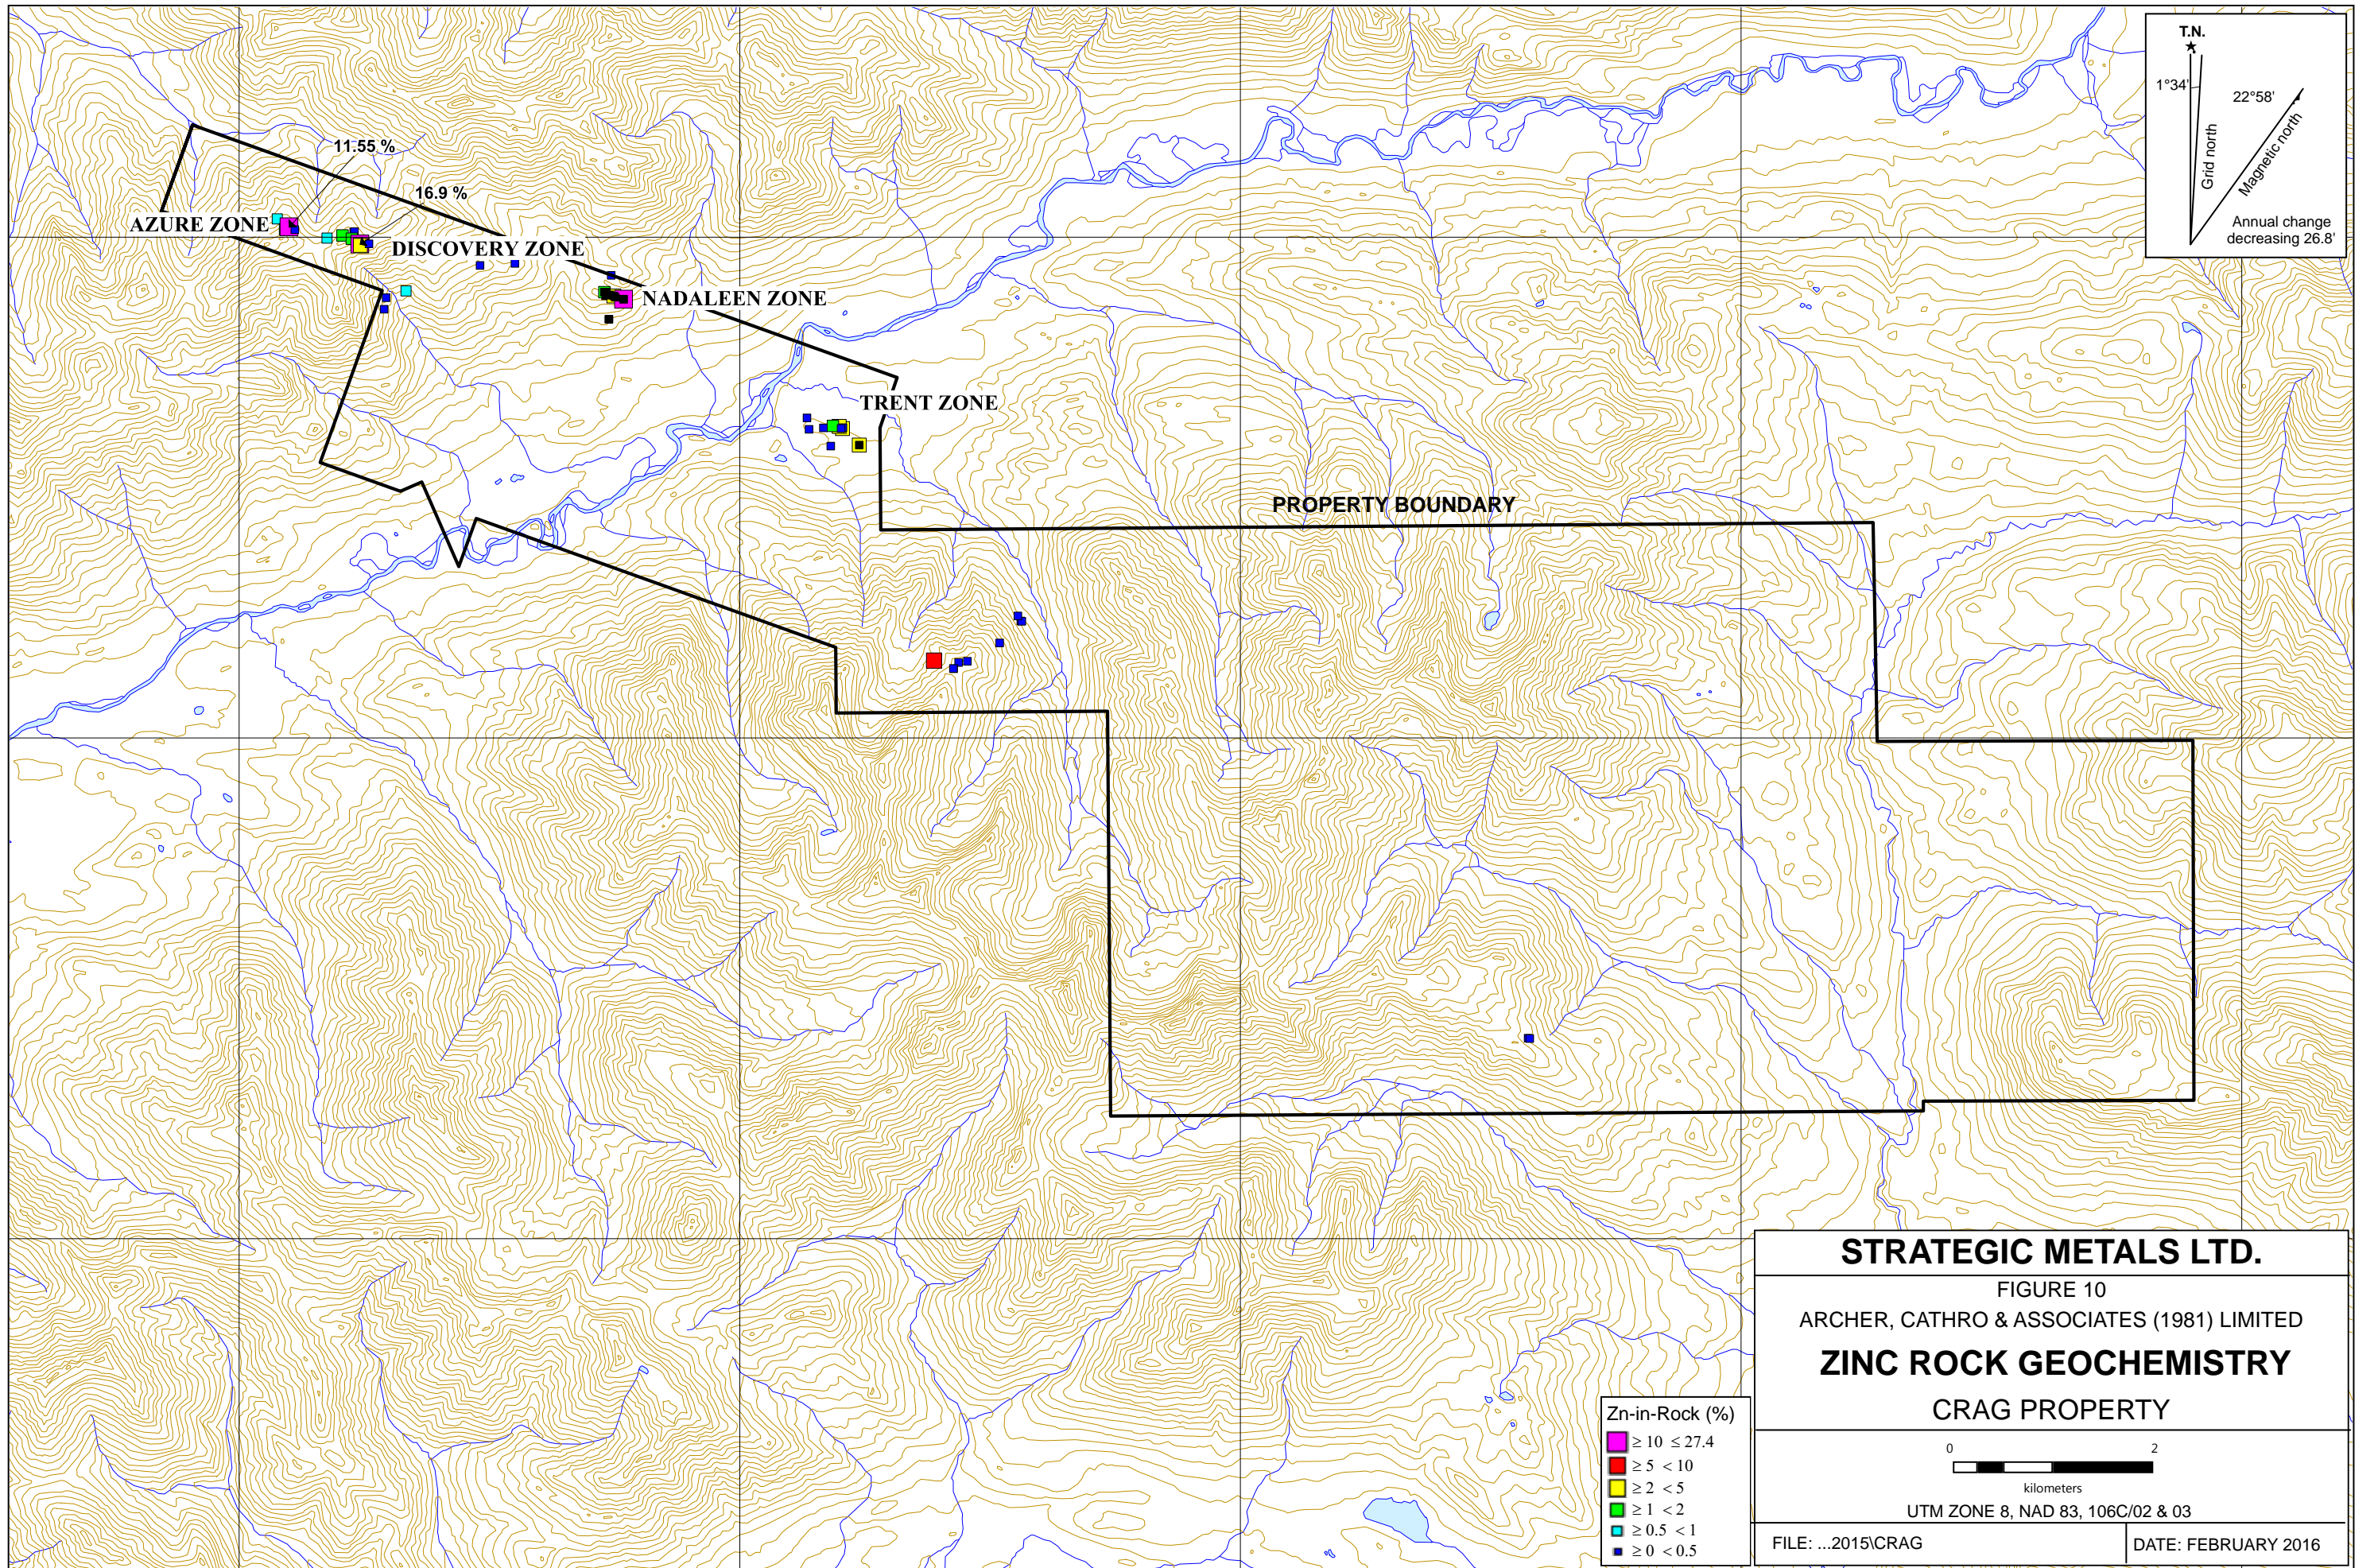 T.N.
1°34'
22°58'
Grid north
Magnetic north
Annual change
decreasing 26.8'
11.55 %
16.9 %
AZURE ZONE
DISCOVERY ZONE
NADALEEN ZONE
TRENT ZONE
PROPERTY BOUNDARY
Zn-in-Rock (%)
≥ 10 ≤ 27.4
≥ 5 < 10
≥ 2 < 5
≥ 1 < 2
≥ 0.5 < 1
≥ 0 < 0.5
STRATEGIC METALS LTD.
FIGURE 10
ARCHER, CATHRO & ASSOCIATES (1981) LIMITED
ZINC ROCK GEOCHEMISTRY
CRAG PROPERTY
0 2
kilometers
UTM ZONE 8, NAD 83, 106C/02 & 03
FILE: ...2015\CRAG
DATE: FEBRUARY 2016